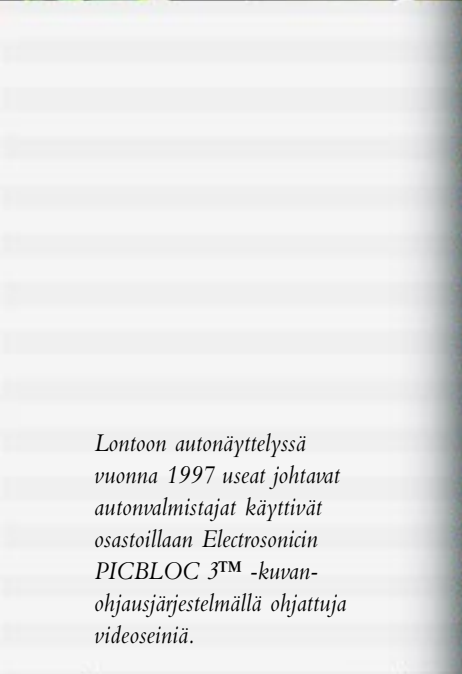 Lontoon autonäyttelyssä
vuonna 1997 useat johtavat
autonvalmistajat käyttivät
osastoillaan Electrosonicin
PICBLOC 3™ -kuvan-
ohjausjärjestelmällä ohjattuja
videoseiniä.